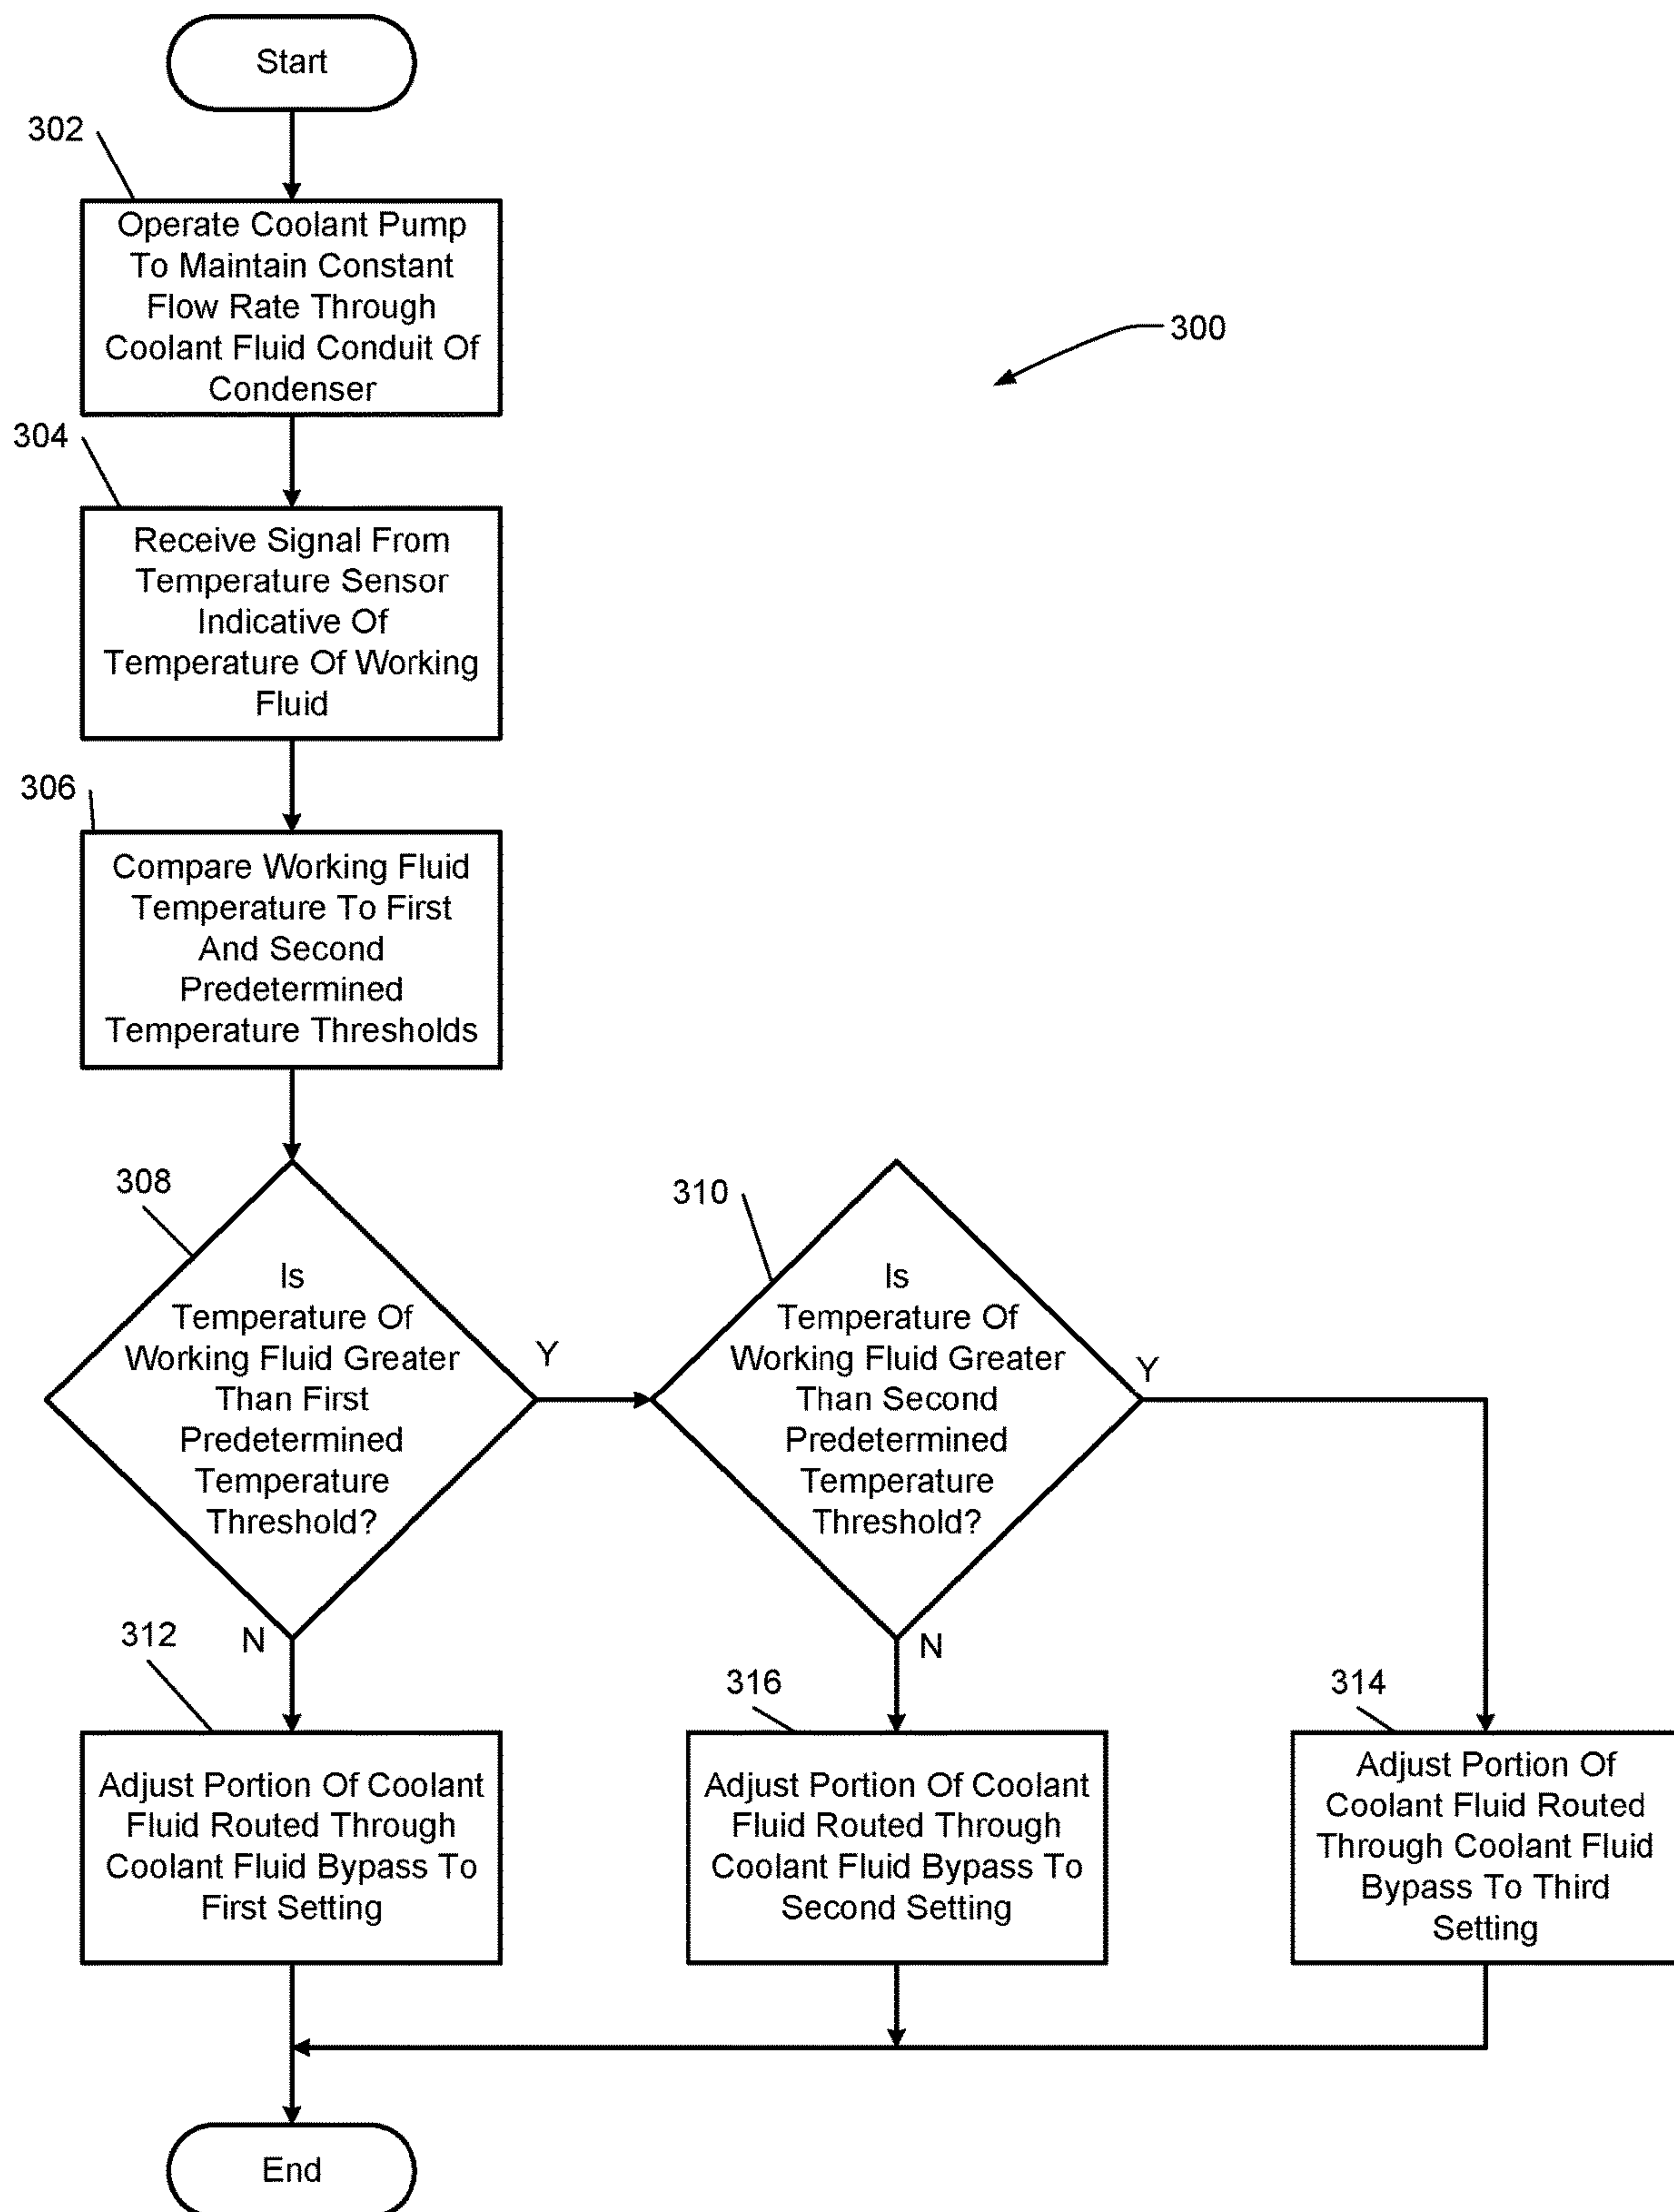 Start
302
Operate Coolant Pump
To Maintain Constant
Flow Rate Through
Coolant Fluid Conduit Of
Condenser
300
304
Receive Signal From
Temperature Sensor
Indicative Of
Temperature Of Working
Fluid
306
Compare Working Fluid
Temperature To First
And Second
Predetermined
Temperature Thresholds
308
Is
Temperature Of
Working Fluid Greater
Than First
Predetermined
Temperature
Threshold?
Y
N
310
Is
Temperature Of
Working Fluid Greater
Than Second
Predetermined
Temperature
Threshold?
Y
N
312
Adjust Portion Of Coolant
Fluid Routed Through
Coolant Fluid Bypass To
First Setting
316
Adjust Portion Of Coolant
Fluid Routed Through
Coolant Fluid Bypass To
Second Setting
314
Adjust Portion Of
Coolant Fluid Routed
Through Coolant Fluid
Bypass To Third
Setting
End